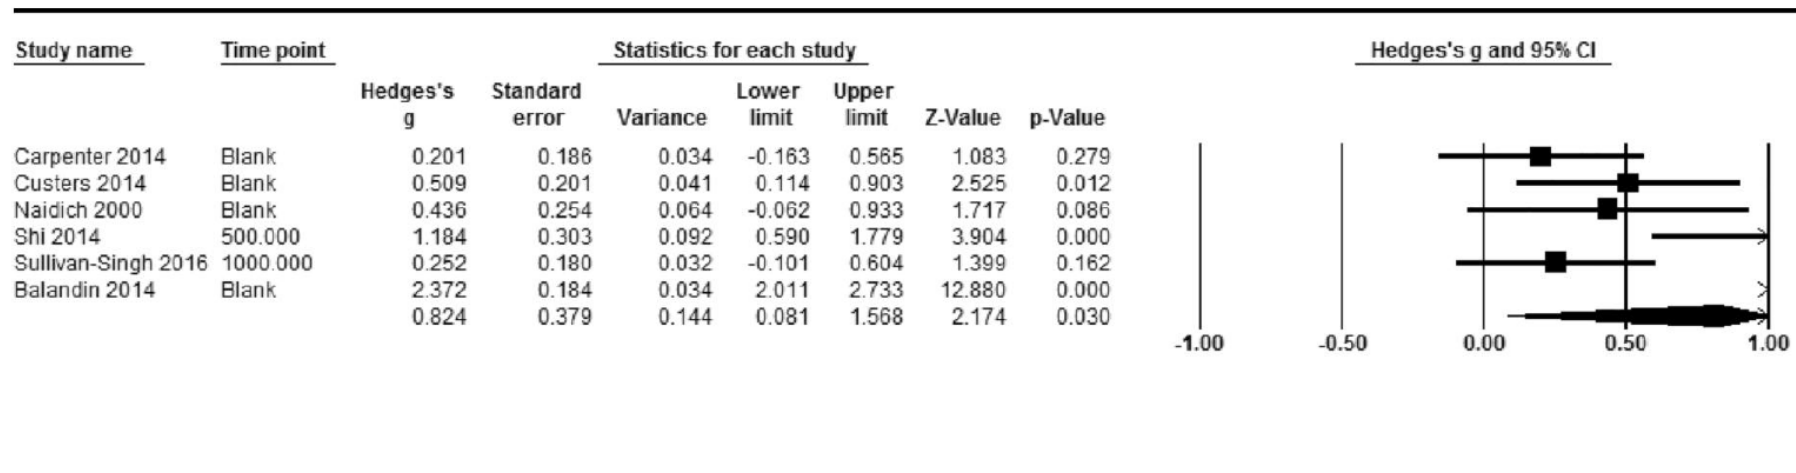 Study name Time point Statistics for each study Hedges's g and 95% CI
Hedges's Standard Lower Upper
g error Variance limit limit Z-Value p-Value
Carpenter 2014 Blank 0.201 0.186 0.034 -0.163 0.565 1.083 0.279
Custers 2014 Blank 0.509 0.201 0.041 0.114 0.903 2.525 0.012
Naidich 2000 Blank 0.436 0.254 0.064 -0.062 0.933 1.717 0.086
Shi 2014 500.000 1.184 0.303 0.092 0.590 1.779 3.904 0.000
Sullivan-Singh 2016 1000.000 0.252 0.180 0.032 -0.101 0.604 1.399 0.162
Balandin 2014 Blank 2.372 0.184 0.034 2.011 2.733 12.880 0.000
0.824 0.379 0.144 0.081 1.568 2.174 0.030
-1.00 -0.50 0.00 0.50 1.00